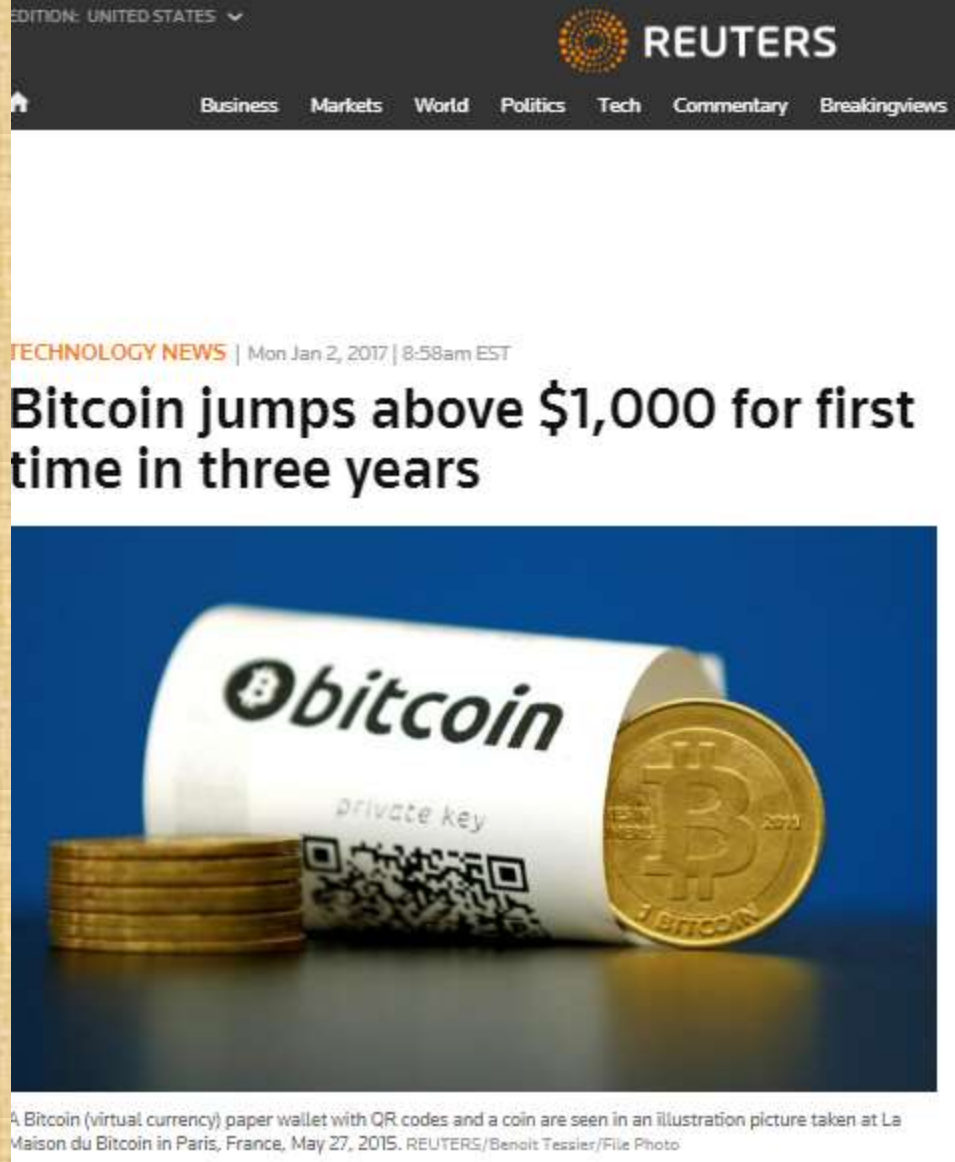 EDITION: UNITED STATES
REUTERS
Business Markets World Politics Tech Commentary Breakingviews
TECHNOLOGY NEWS | Mon Jan 2, 2017 | 8:58am EST
Bitcoin jumps above $1,000 for first
time in three years
bitcoin
private key
2013
1 BITCOIN
A Bitcoin (virtual currency) paper wallet with QR codes and a coin are seen in an illustration picture taken at La
Maison du Bitcoin in Paris, France, May 27, 2015. REUTERS/Benoit Tessier/File Photo